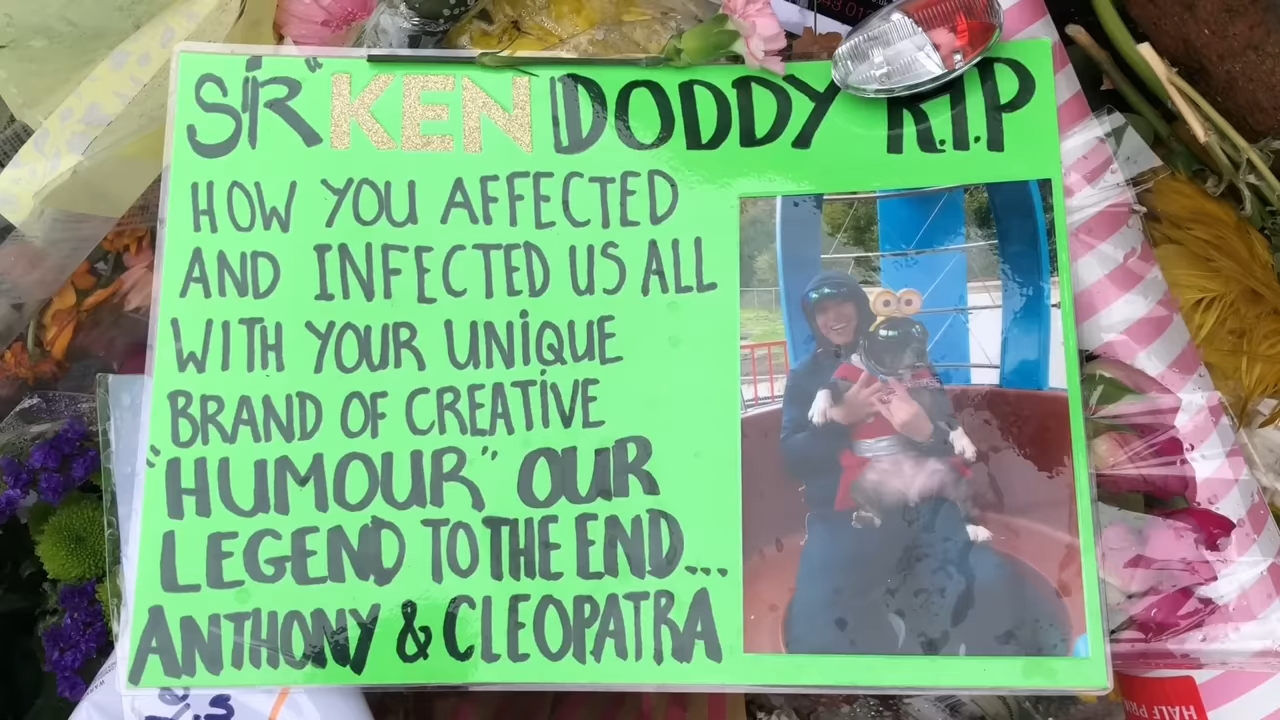 SIR "KEN DODDY R.I.P
HOW YOU AFFECTED
AND INFECTED US ALL
WITH YOUR UNIQUE
BRAND OF CREATIVE
"HUMOUR" OUR
LEGEND TO THE END...
ANTHONY & CLEOPATRA
HALF